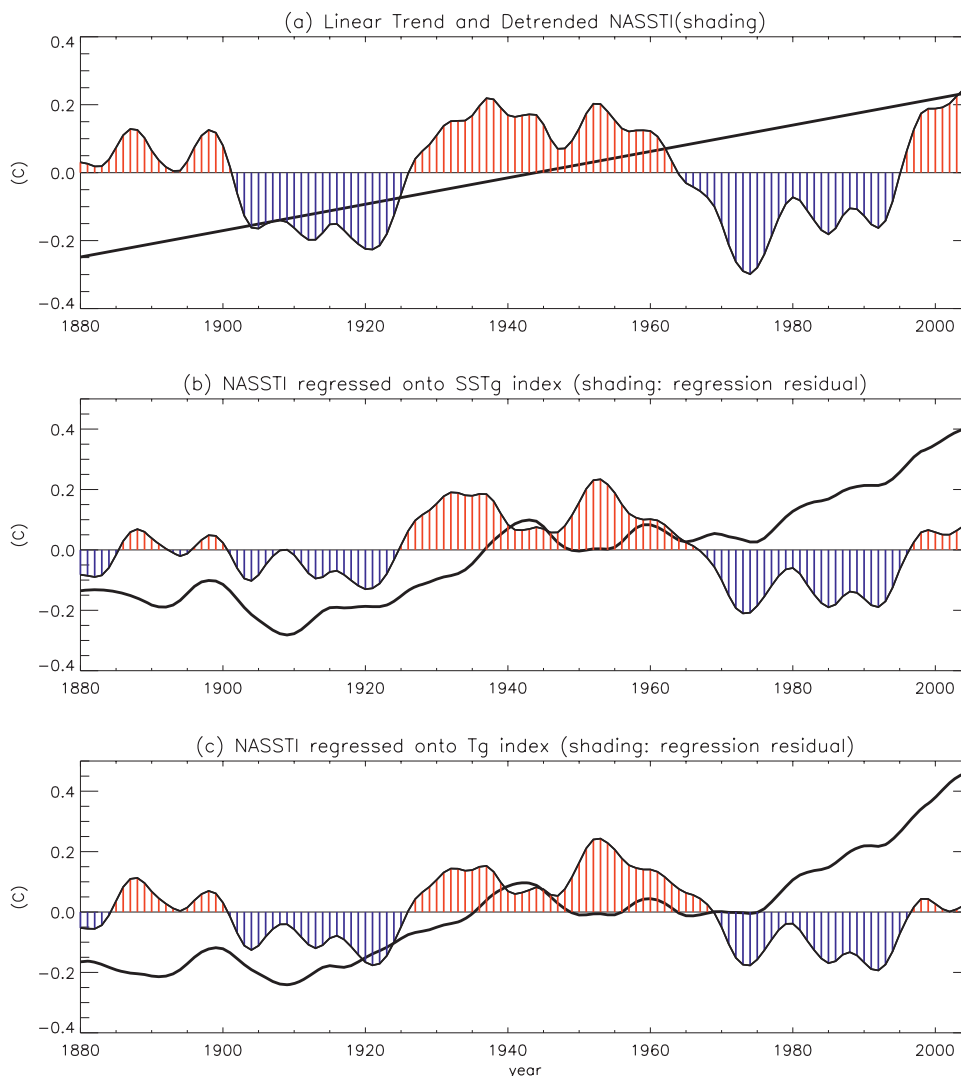 (a) Linear Trend and Detrended NASSTI(shading)
0.4
0.2
0.0
−0.2
−0.4
(C)
1880 1900 1920 1940 1960 1980 2000
(b) NASSTI regressed onto SSTg index (shading: regression residual)
0.4
0.2
0.0
−0.2
−0.4
(C)
1880 1900 1920 1940 1960 1980 2000
(c) NASSTI regressed onto Tg index (shading: regression residual)
0.4
0.2
0.0
−0.2
−0.4
(C)
1880 1900 1920 1940 1960 1980 2000
year